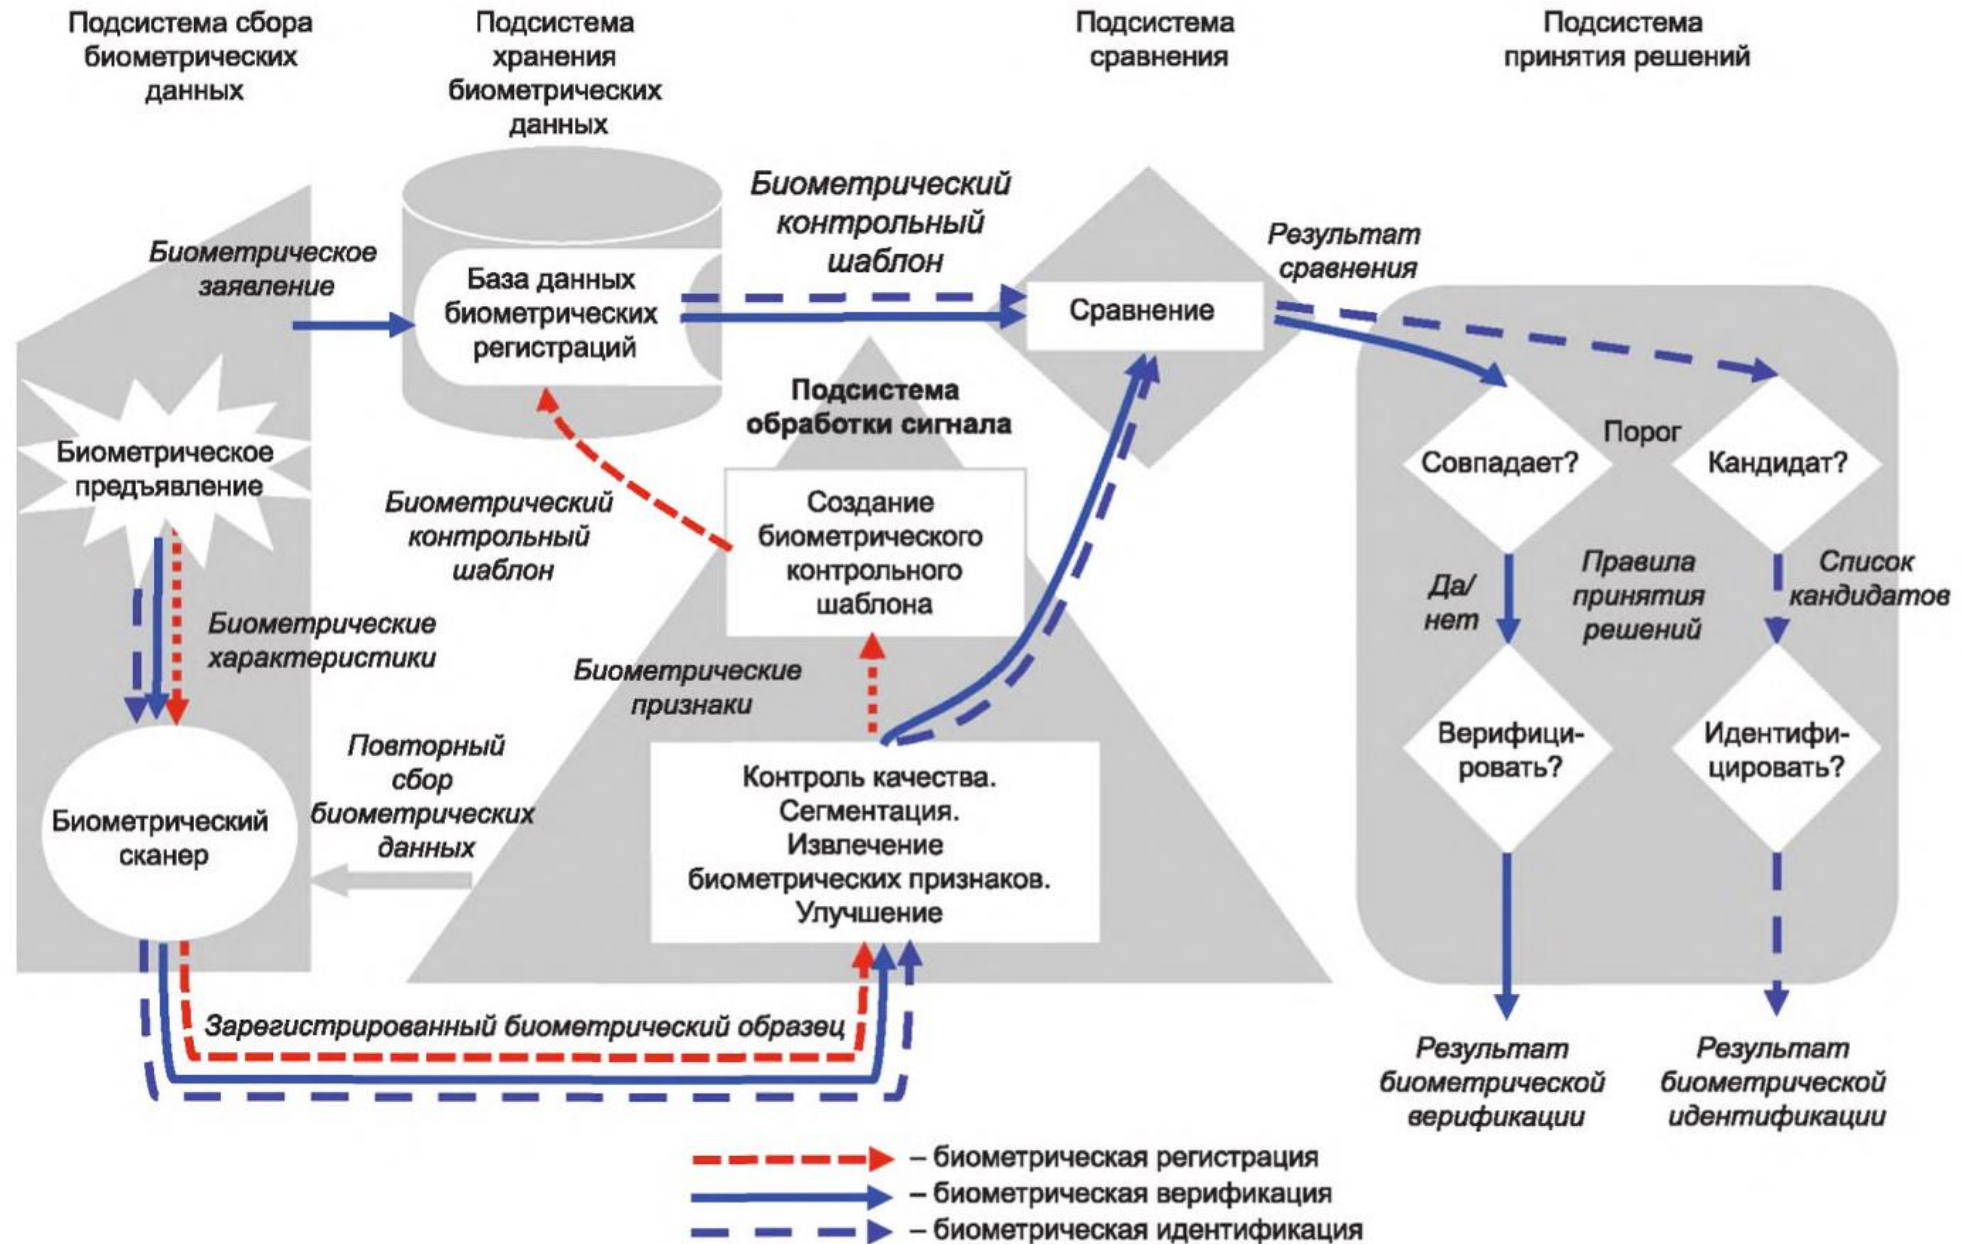 Подсистема сбора
биометрических
данных
Подсистема
хранения
биометрических
данных
Подсистема
сравнения
Подсистема
принятия решений
Биометрическое
заявление
База данных
биометрических
регистраций
Биометрический
контрольный
шаблон
Сравнение
Результат
сравнения
Биометрическое
предъявление
Биометрические
характеристики
Биометрический
сканер
Биометрический
контрольный
шаблон
Подсистема
обработки сигнала
Создание
биометрического
контрольного
шаблона
Биометрические
признаки
Повторный
сбор
биометрических
данных
Контроль качества.
Сегментация.
Извлечение
биометрических признаков.
Улучшение
Зарегистрированный биометрический образец
Совпадает?
Порог
Кандидат?
Да/
нет
Правила
принятия
решений
Список
кандидатов
Верифици-
ровать?
Идентифи-
цировать?
Результат
биометрической
верификации
Результат
биометрической
идентификации
– биометрическая регистрация
– биометрическая верификация
– биометрическая идентификация